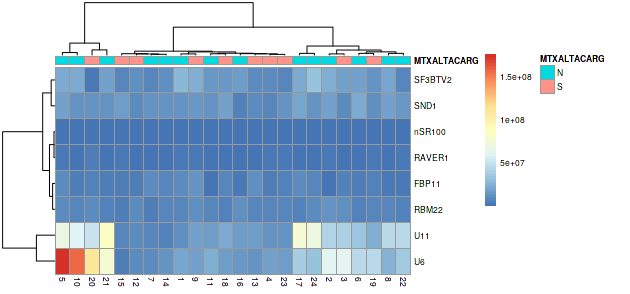 MTXALTACARG
SF3BTV2
SND1
nSR100
RAVER1
FBP11
RBM22
U11
U6
5 10 20 21 15 12 7 14 1 9 11 18 16 13 4 23 17 24 2 3 6 19 8 22
1.5e+08
1e+08
5e+07
MTXALTACARG
N
S